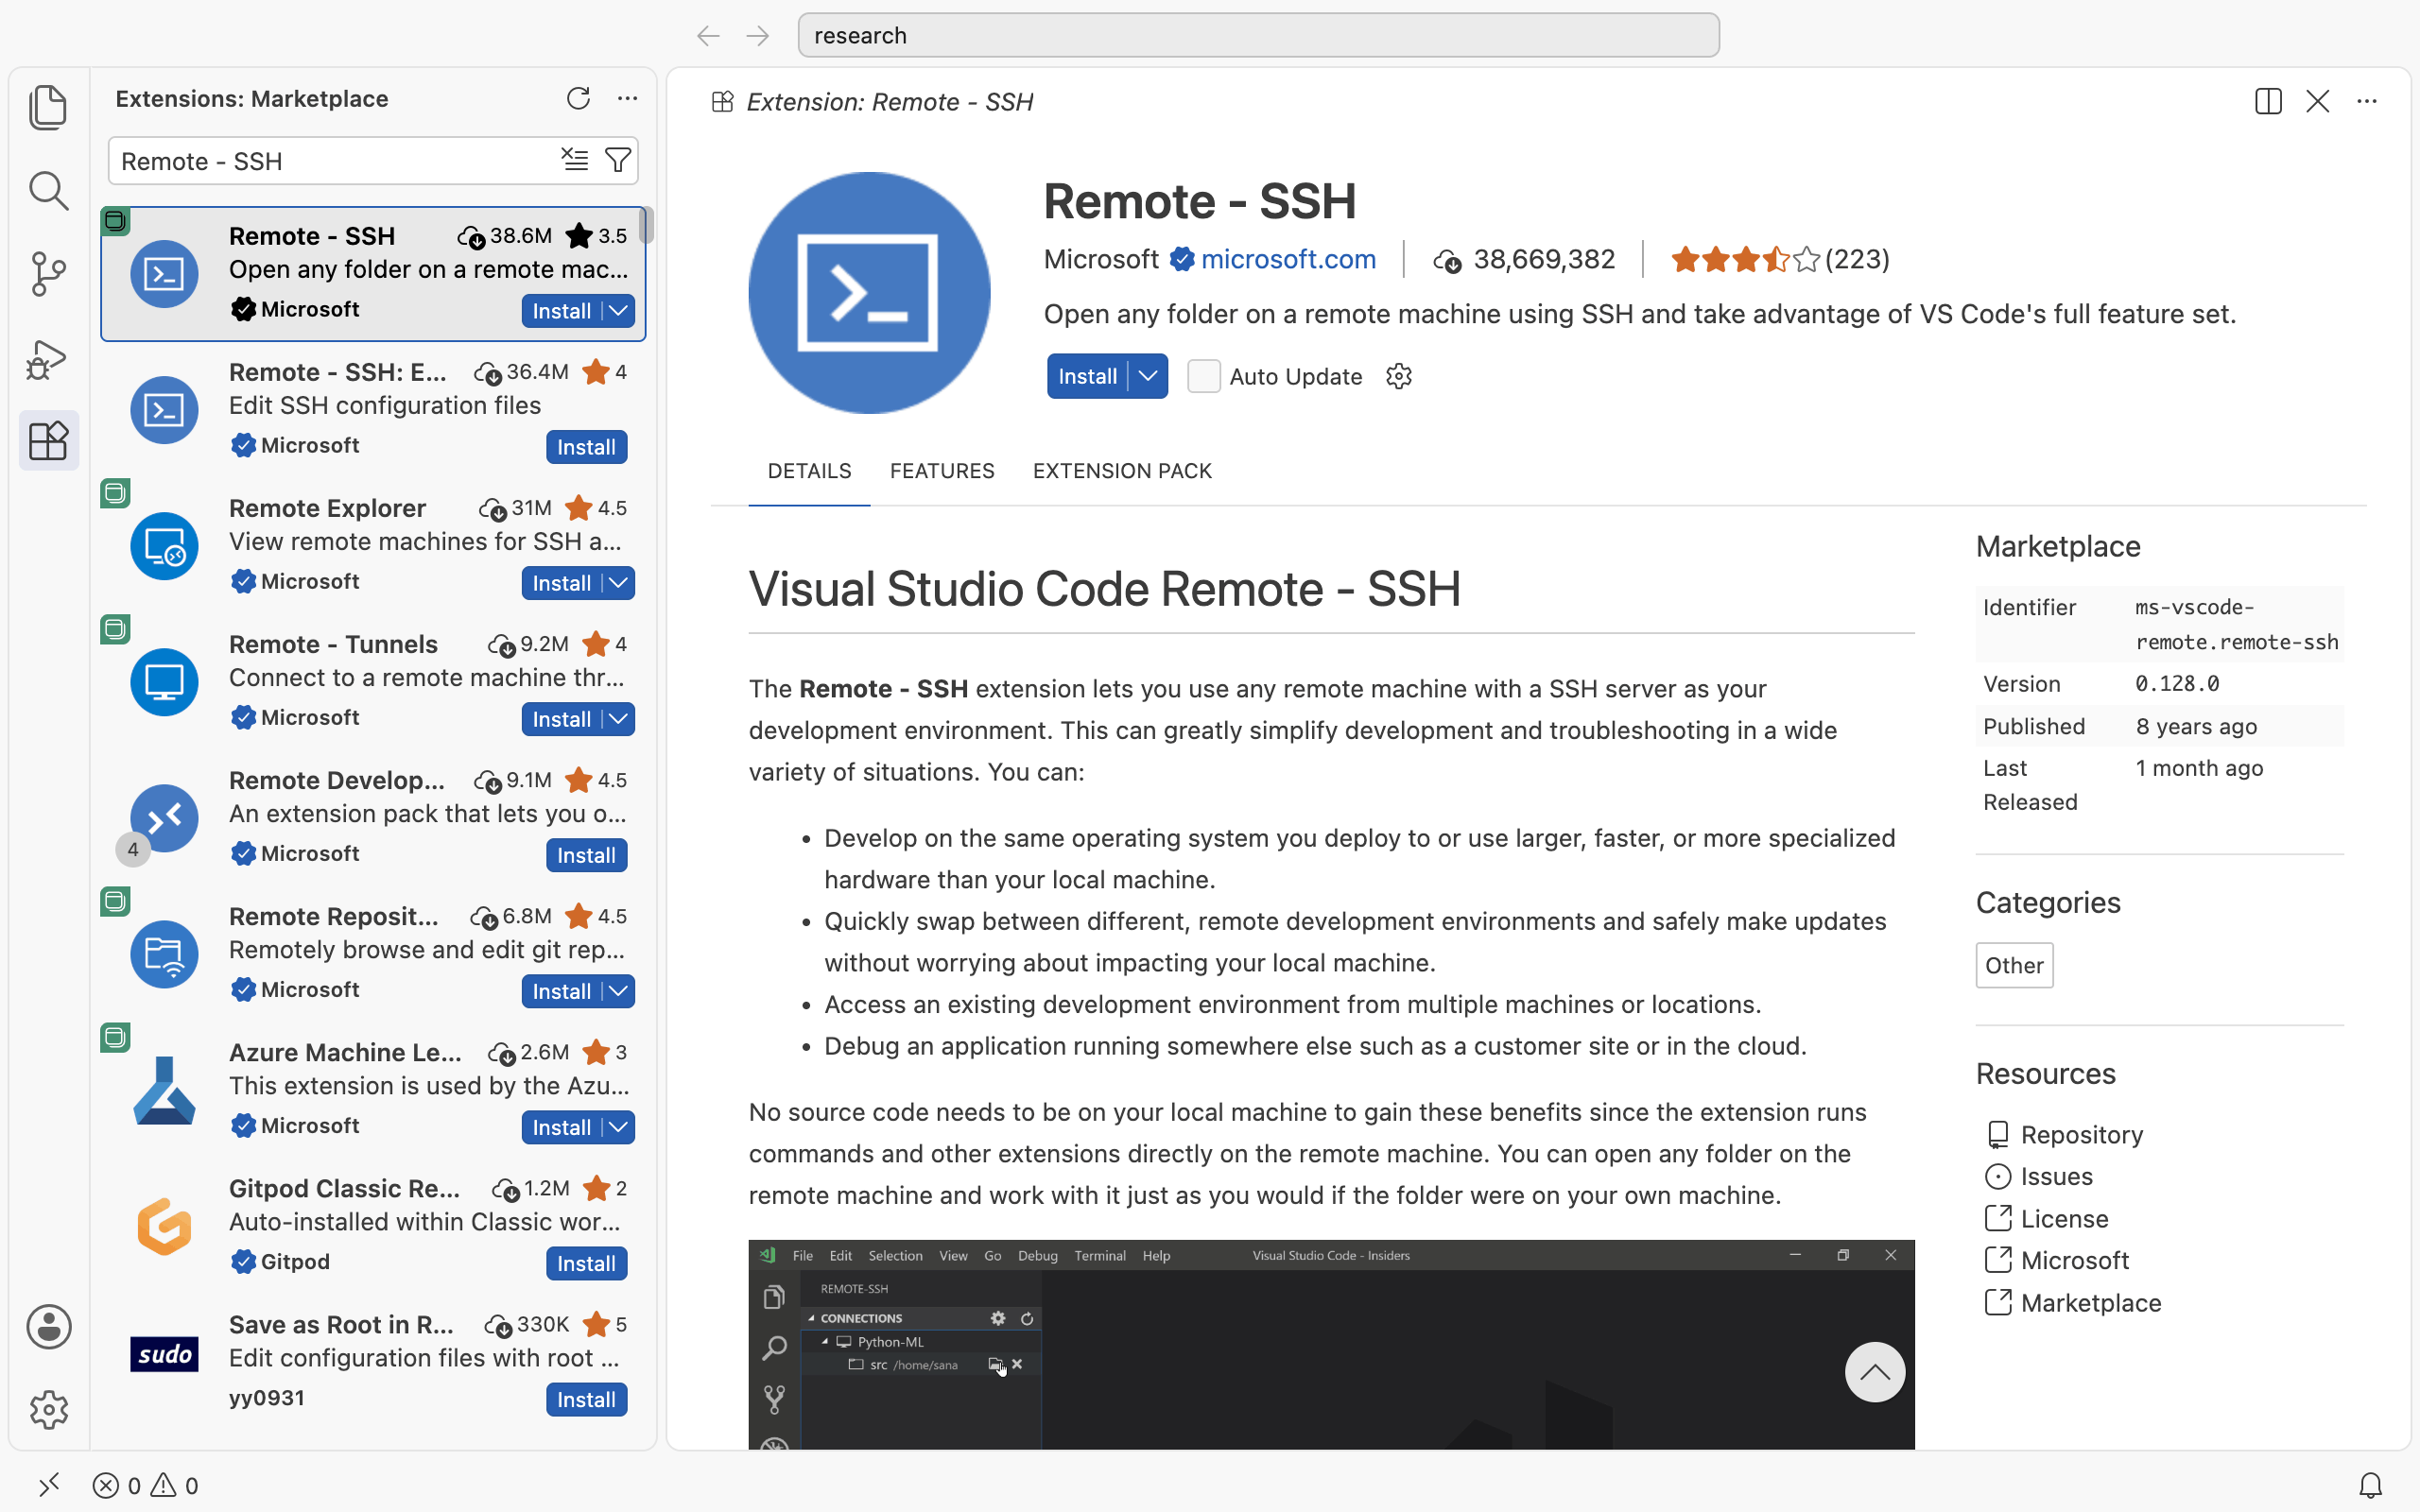 research
Extensions: Marketplace
Remote - SSH
Remote - SSH 38.6M 3.5
Open any folder on a remote mac...
Microsoft Install
Remote - SSH: E... 36.4M 4
Edit SSH configuration files
Microsoft Install
Remote Explorer 31M 4.5
View remote machines for SSH a...
Microsoft Install
Remote - Tunnels 9.2M 4
Connect to a remote machine thr...
Microsoft Install
Remote Develop... 9.1M 4.5
An extension pack that lets you o...
4 Microsoft Install
Remote Reposit... 6.8M 4.5
Remotely browse and edit git rep...
Microsoft Install
Azure Machine Le... 2.6M 3
This extension is used by the Azu...
Microsoft Install
Gitpod Classic Re... 1.2M 2
Auto-installed within Classic wor...
Gitpod Install
Save as Root in R... 330K 5
sudo Edit configuration files with root ...
yy0931 Install
Extension: Remote - SSH
Remote - SSH
Microsoft microsoft.com 38,669,382 (223)
Open any folder on a remote machine using SSH and take advantage of VS Code's full feature set.
Install Auto Update
DETAILS FEATURES EXTENSION PACK
Visual Studio Code Remote - SSH
The Remote - SSH extension lets you use any remote machine with a SSH server as your
development environment. This can greatly simplify development and troubleshooting in a wide
variety of situations. You can:
• Develop on the same operating system you deploy to or use larger, faster, or more specialized
hardware than your local machine.
• Quickly swap between different, remote development environments and safely make updates
without worrying about impacting your local machine.
• Access an existing development environment from multiple machines or locations.
• Debug an application running somewhere else such as a customer site or in the cloud.
No source code needs to be on your local machine to gain these benefits since the extension runs
commands and other extensions directly on the remote machine. You can open any folder on the
remote machine and work with it just as you would if the folder were on your own machine.
File Edit Selection View Go Debug Terminal Help Visual Studio Code - Insiders
REMOTE-SSH
CONNECTIONS
Python-ML
src /home/sana
Marketplace
Identifier ms-vscode-
remote.remote-ssh
Version 0.128.0
Published 8 years ago
Last 1 month ago
Released
Categories
Other
Resources
Repository
Issues
License
Microsoft
Marketplace
0 0